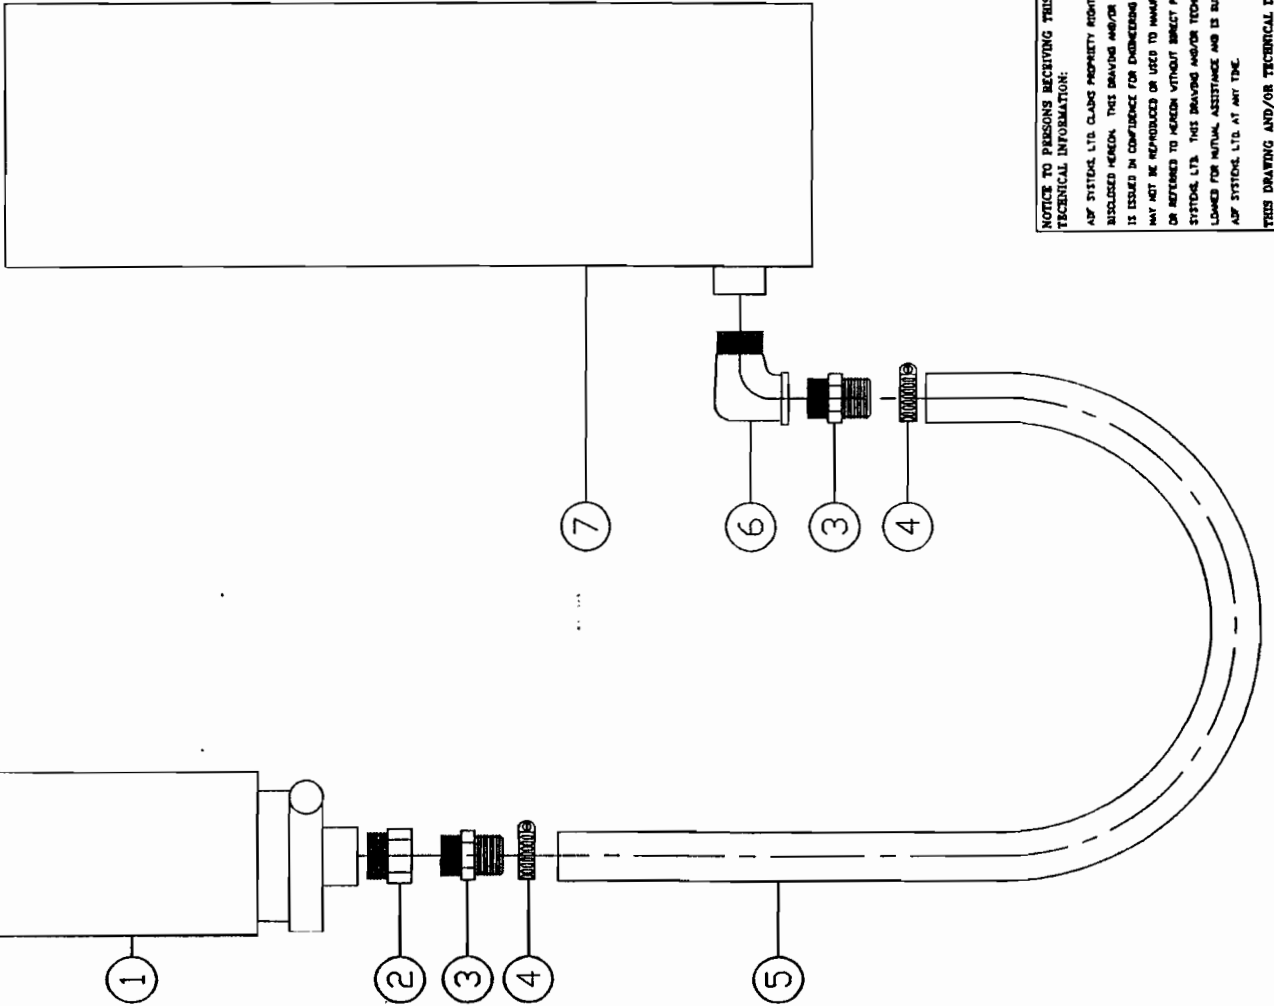 NOTICE TO PERSONS RECEIVING THIS
TECHNICAL INFORMATION:
ADF SYSTEMS, LTD. CLAIMS PROPRIETY RIGHT
DISCLOSED HEREON. THIS DRAWING AND/OR
IS ISSUED IN CONFIDENCE FOR ENGINEERING
MAY NOT BE REPRODUCED OR USED TO
OR REFERRED TO HEREON WITHOUT DIRECT
SYSTEMS, LTD. THIS DRAWING AND/OR
LOANED FOR MUTUAL ASSISTANCE AND IS
ADF SYSTEMS, LTD. AT ANY TIME.
THIS DRAWING AND/OR TECHNICAL
7
6
3
4
1
2
3
4
5